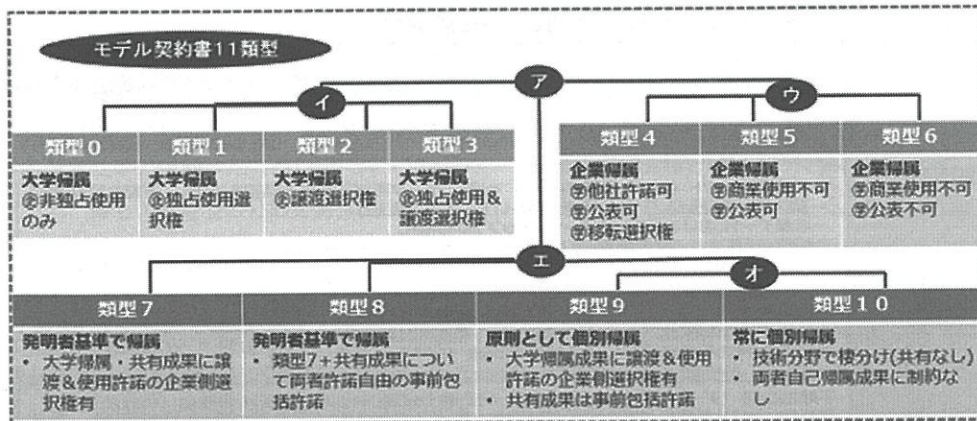 モデル契約書11類型
ア
イ
ウ
類型0
類型1
類型2
類型3
類型4
類型5
類型6
大学帰属
㊭非独占使用
のみ
大学帰属
㊭独占使用選
択権
大学帰属
㊭譲渡選択権
大学帰属
㊭独占使用&
譲渡選択権
企業帰属
㊫他社許諾可
㊫公表可
㊫移転選択権
企業帰属
㊫商業使用不可
㊫公表可
企業帰属
㊫商業使用不可
㊫公表不可
エ
オ
類型7
類型8
類型9
類型10
発明者基準で帰属
• 大学帰属・共有成果に譲
渡&使用許諾の企業側選
択権有
発明者基準で帰属
• 類型7+共有成果につい
て両者許諾自由の事前包
括許諾
原則として個別帰属
• 大学帰属成果に譲渡&使用
許諾の企業側選択権有
• 共有成果は事前包括許諾
常に個別帰属
• 技術分野で棲分け(共有なし)
• 両者自己帰属成果に制約な
し